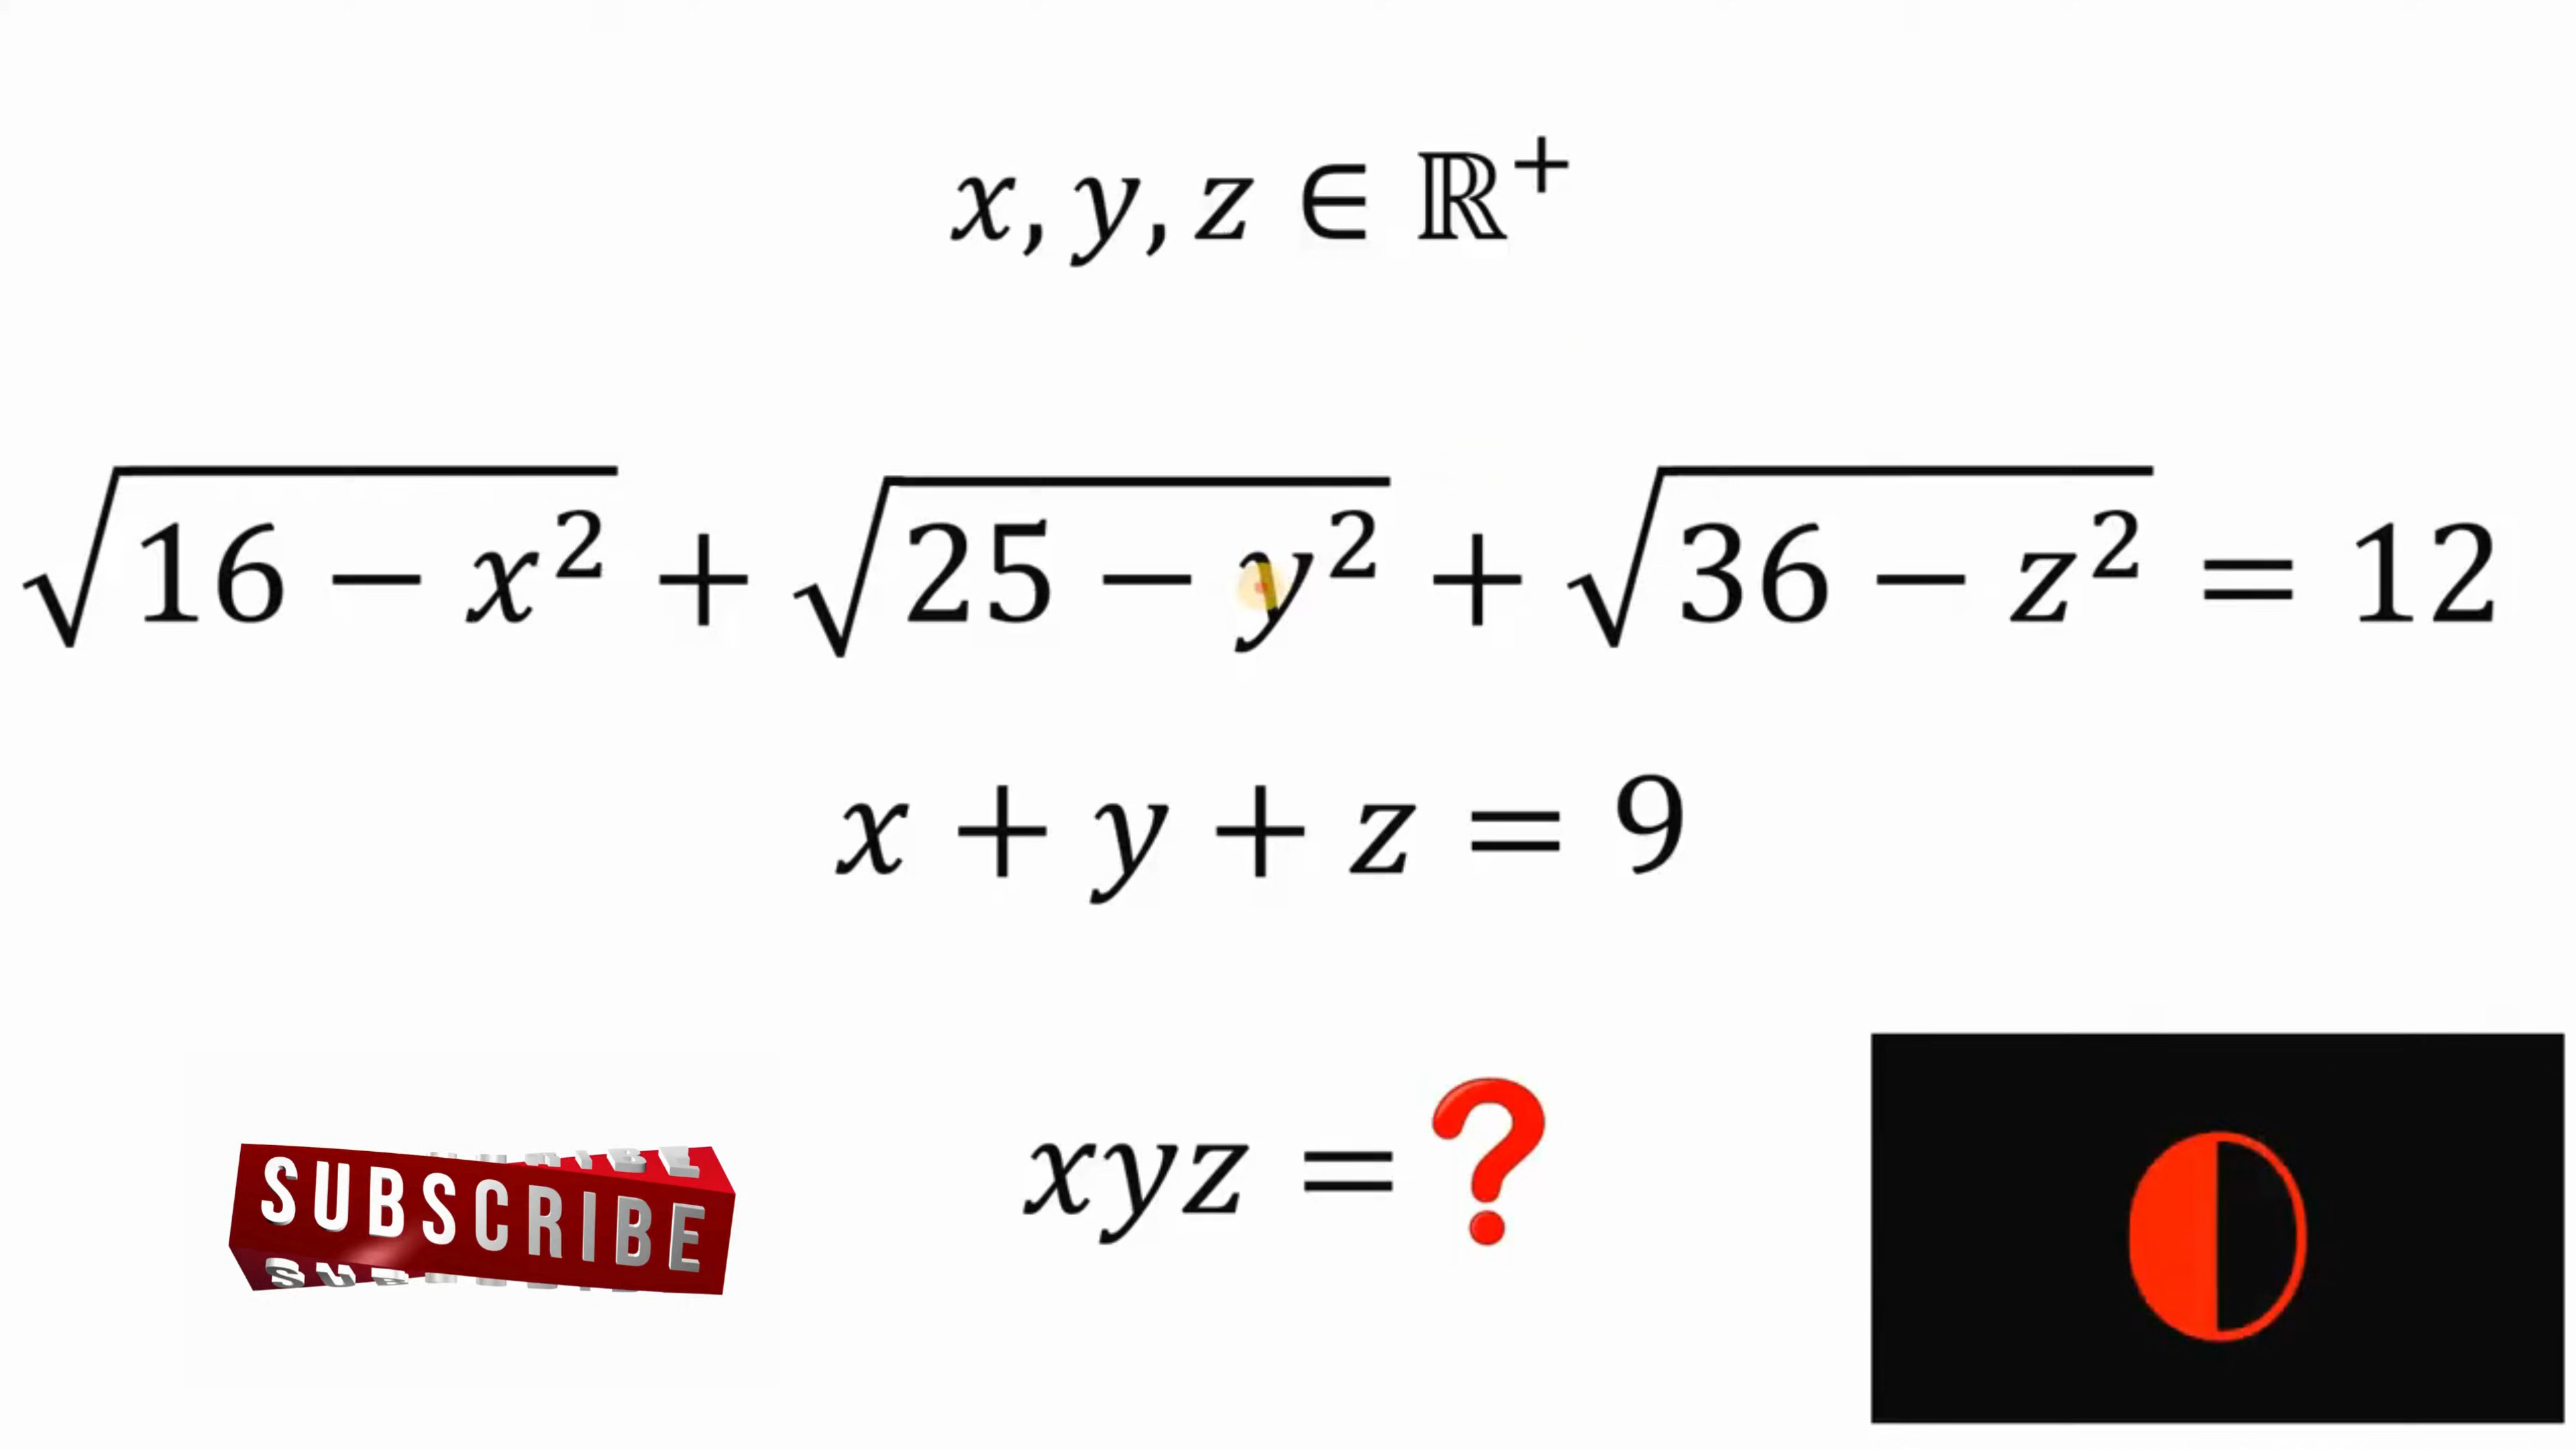 x, y, z ∈ ℝ⁺
√(16 − x²) + √(25 − y²) + √(36 − z²) = 12
x + y + z = 9
xyz = ❓
SUBSCRIBE